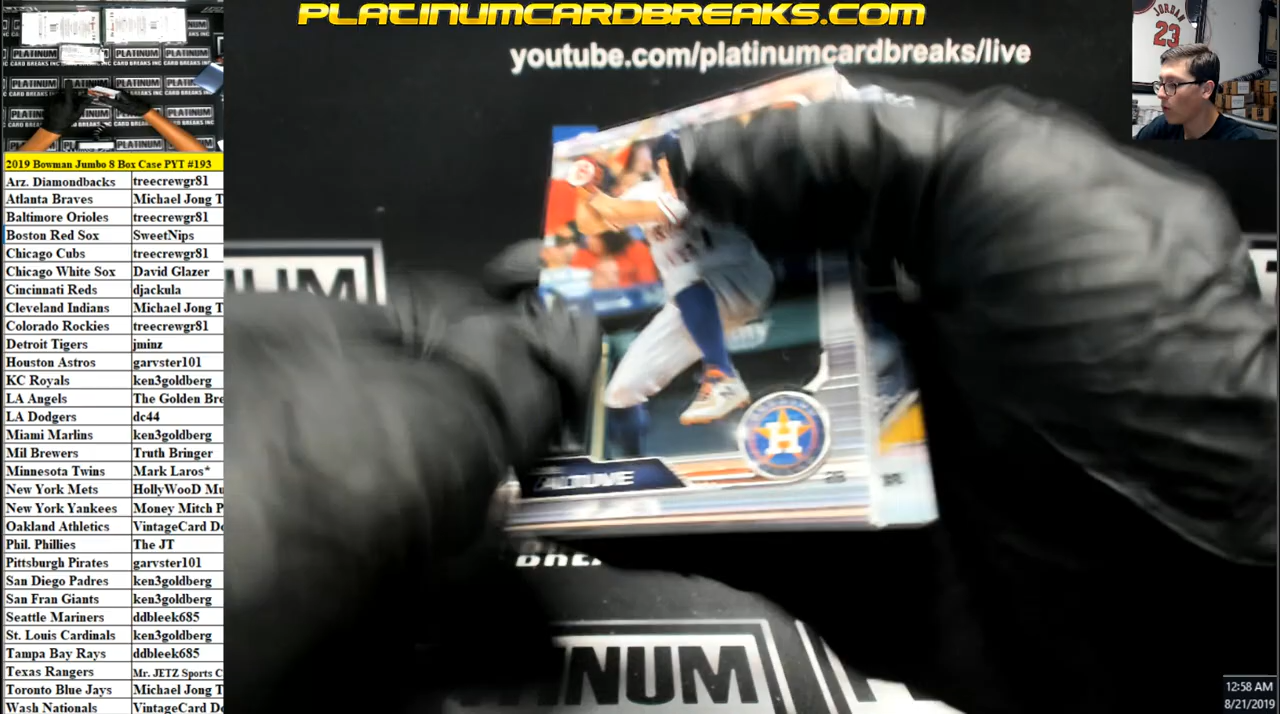 PLATINUMCARDBREAKS.COM
youtube.com/platinumcardbreaks/live
JORDAN
23
2019 Bowman Jumbo 8 Box Case PYT #193
Arz. Diamondbacks treecrewgr81
Atlanta Braves Michael Jong T
Baltimore Orioles treecrewgr81
Boston Red Sox SweetNips
Chicago Cubs treecrewgr81
Chicago White Sox David Glazer
Cincinnati Reds djackula
Cleveland Indians Michael Jong T
Colorado Rockies treecrewgr81
Detroit Tigers jminz
Houston Astros garvster101
KC Royals ken3goldberg
LA Angels The Golden Bre
LA Dodgers dc44
Miami Marlins ken3goldberg
Mil Brewers Truth Bringer
Minnesota Twins Mark Laros*
New York Mets HollyWooD Mu
New York Yankees Money Mitch P
Oakland Athletics VintageCard De
Phil. Phillies The JT
Pittsburgh Pirates garvster101
San Diego Padres ken3goldberg
San Fran Giants ken3goldberg
Seattle Mariners ddbleek685
St. Louis Cardinals ken3goldberg
Tampa Bay Rays ddbleek685
Texas Rangers Mr. JETZ Sports C
Toronto Blue Jays Michael Jong T
Wash Nationals VintageCard De
PLATINUM
CARD BREAKS INC
NUM
H
ALTUVE
INUM
12:58 AM
8/21/2019